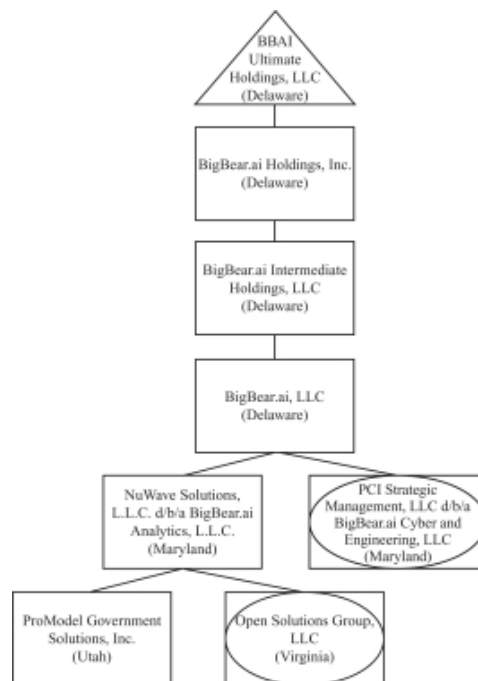 BBAI
Ultimate
Holdings, LLC
(Delaware)
BigBear.ai Holdings, Inc.
(Delaware)
BigBear.ai Intermediate
Holdings, LLC
(Delaware)
BigBear.ai, LLC
(Delaware)
NuWave Solutions,
L.L.C. d/b/a BigBear.ai
Analytics, L.L.C.
(Maryland)
PCI Strategic
Management, LLC d/b/a
BigBear.ai Cyber and
Engineering, LLC
(Maryland)
ProModel Government
Solutions, Inc.
(Utah)
Open Solutions Group,
LLC
(Virginia)